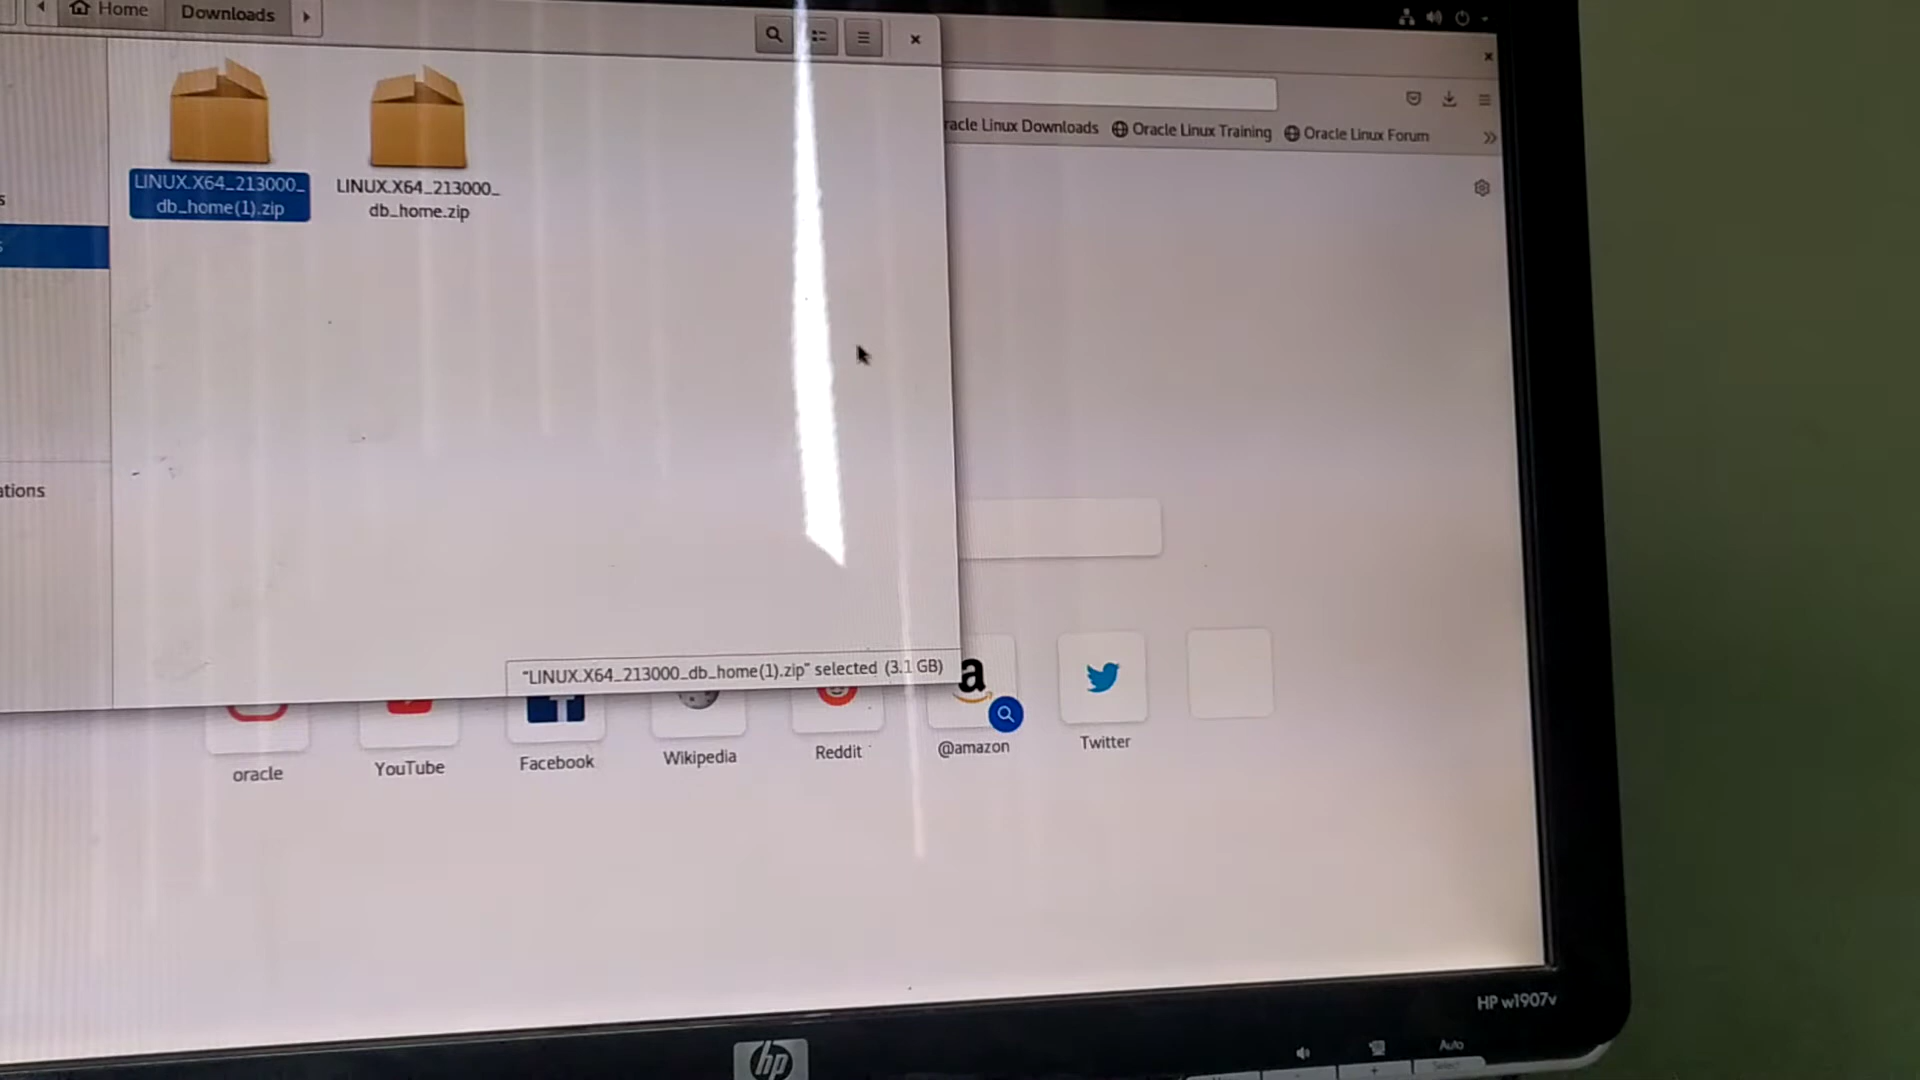 Home Downloads
LINUX.X64_213000_
db_home(1).zip
LINUX.X64_213000_
db_home.zip
racle Linux Downloads Oracle Linux Training Oracle Linux Forum
ations
"LINUX.X64_213000_db_home(1).zip" selected (3.1 GB)
oracle
YouTube
Facebook
Wikipedia
Reddit
@amazon
Twitter
HP w1907v
hp
Auto
Select